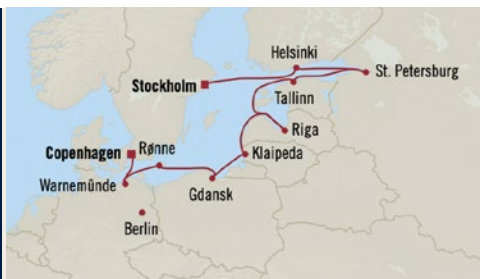 Helsinki
St. Petersburg
Stockholm
Tallinn
Riga
Copenhagen
Rønne
Klaipeda
Warnemünde
Gdansk
Berlin